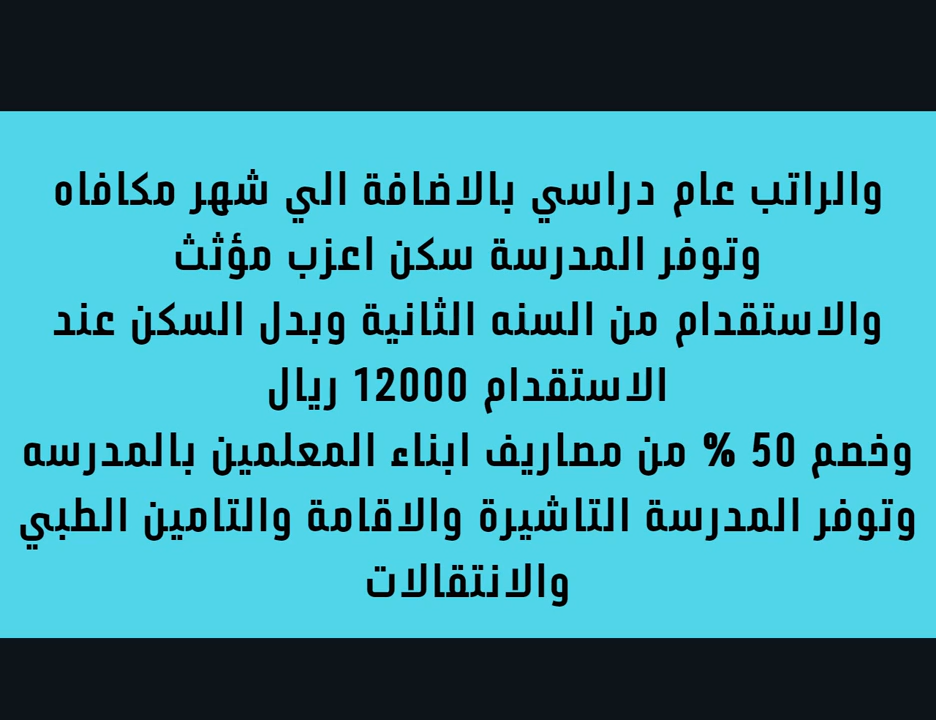 والراتب عام دراسي بالاضافة الي شهر مكافاه
وتوفر المدرسة سكن اعزب مؤثث
والاستقدام من السنه الثانية وبدل السكن عند
الاستقدام 12000 ريال
وخصم 50 % من مصاريف ابناء المعلمين بالمدرسه
وتوفر المدرسة التاشيرة والاقامة والتامين الطبي
والانتقالات